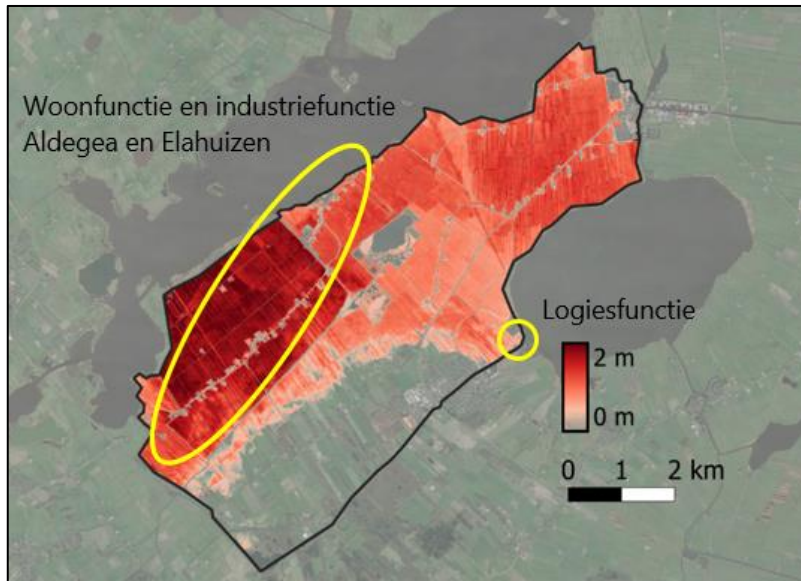 Woonfunctie en industriefunctie
Aldegea en Elahuizen
Logiesfunctie
2 m
0 m
0 1 2 km